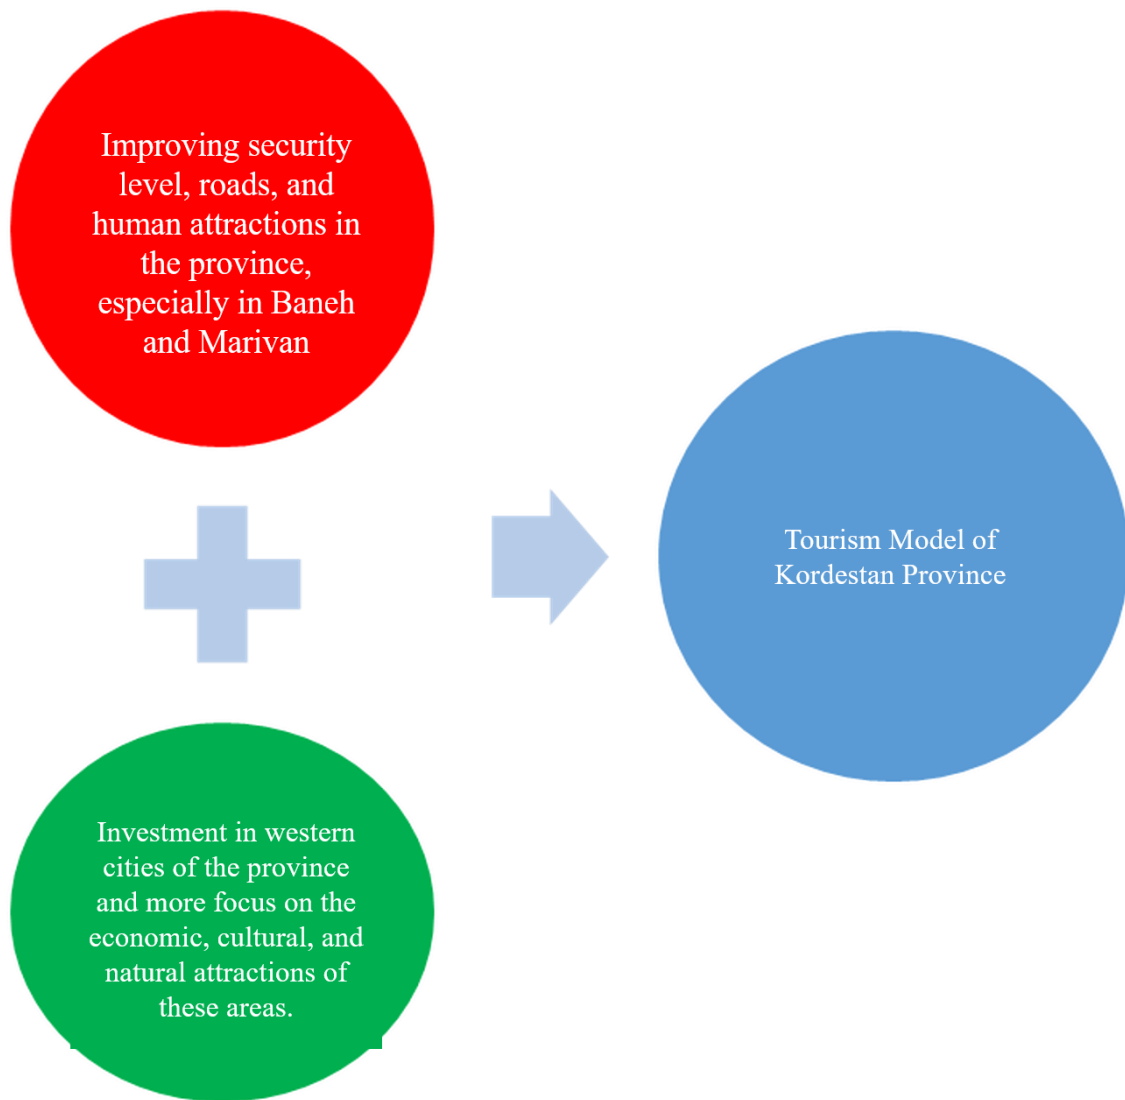 Improving security
level, roads, and
human attractions in
the province,
especially in Baneh
and Marivan
Investment in western
cities of the province
and more focus on the
economic, cultural, and
natural attractions of
these areas.
Tourism Model of
Kordestan Province